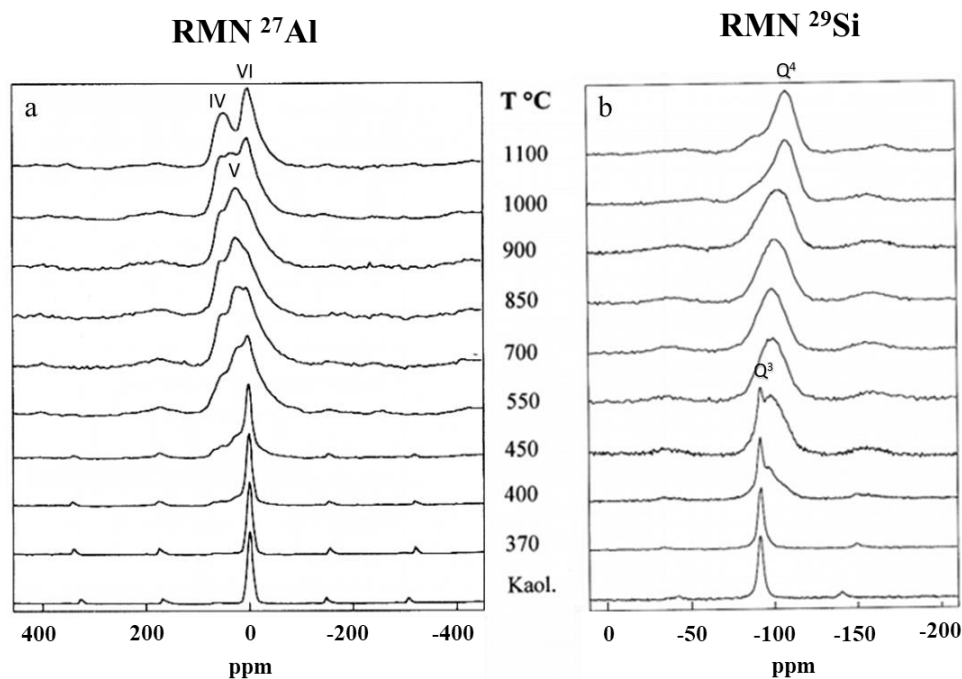 RMN ²⁷Al
RMN ²⁹Si
a
IV
VI
V
T °C
1100
1000
900
850
700
550
450
400
370
Kaol.
b
Q⁴
Q³
400
200
0
-200
-400
ppm
0
-50
-100
-150
-200
ppm